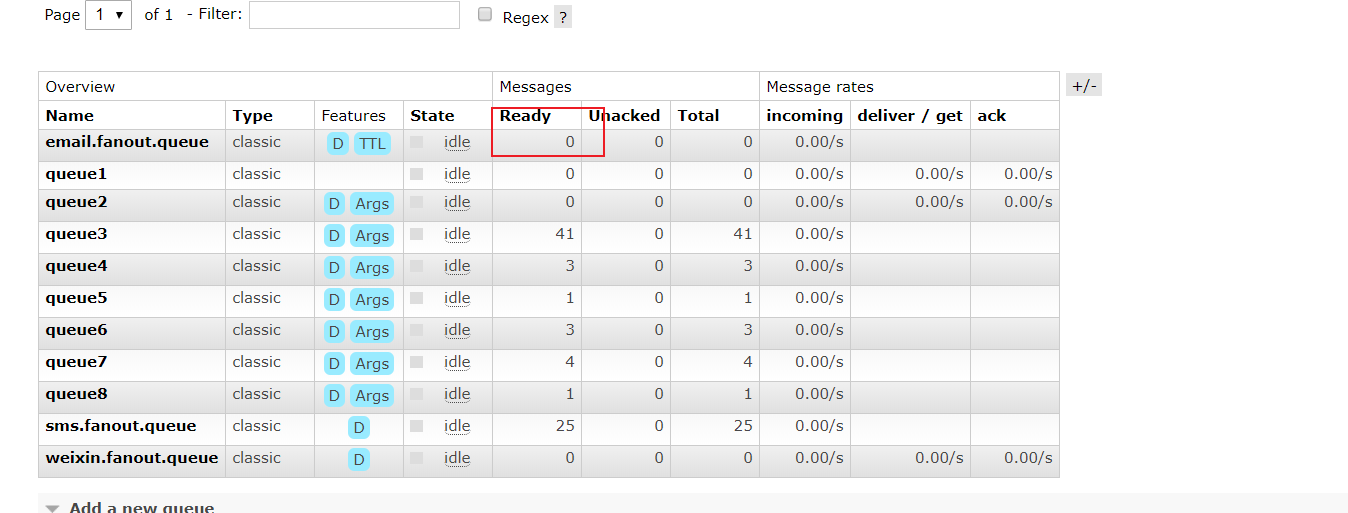 Page 1 ▾ of 1 - Filter: Regex ?
Overview Messages Message rates +/-
Name Type Features State Ready Unacked Total incoming deliver / get ack
email.fanout.queue classic D TTL idle 0 0 0 0.00/s
queue1 classic idle 0 0 0 0.00/s 0.00/s 0.00/s
queue2 classic D Args idle 0 0 0 0.00/s 0.00/s 0.00/s
queue3 classic D Args idle 41 0 41 0.00/s
queue4 classic D Args idle 3 0 3 0.00/s
queue5 classic D Args idle 1 0 1 0.00/s
queue6 classic D Args idle 3 0 3 0.00/s
queue7 classic D Args idle 4 0 4 0.00/s
queue8 classic D Args idle 1 0 1 0.00/s
sms.fanout.queue classic D idle 25 0 25 0.00/s
weixin.fanout.queue classic D idle 0 0 0 0.00/s 0.00/s 0.00/s
Add a new queue